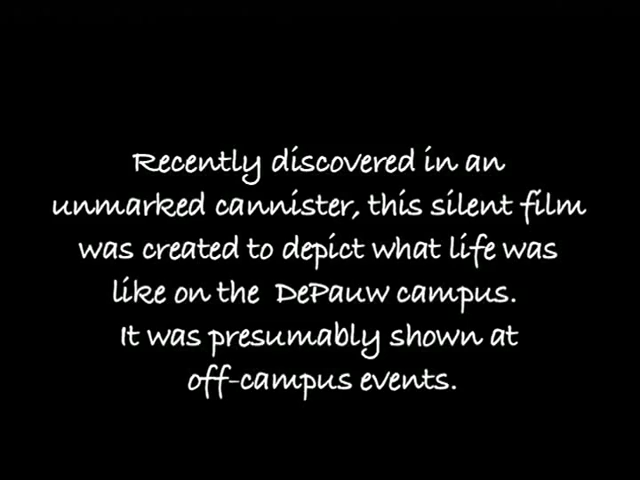 Recently discovered in an
unmarked cannister, this silent film
was created to depict what life was
like on the DePauw campus.
It was presumably shown at
off-campus events.